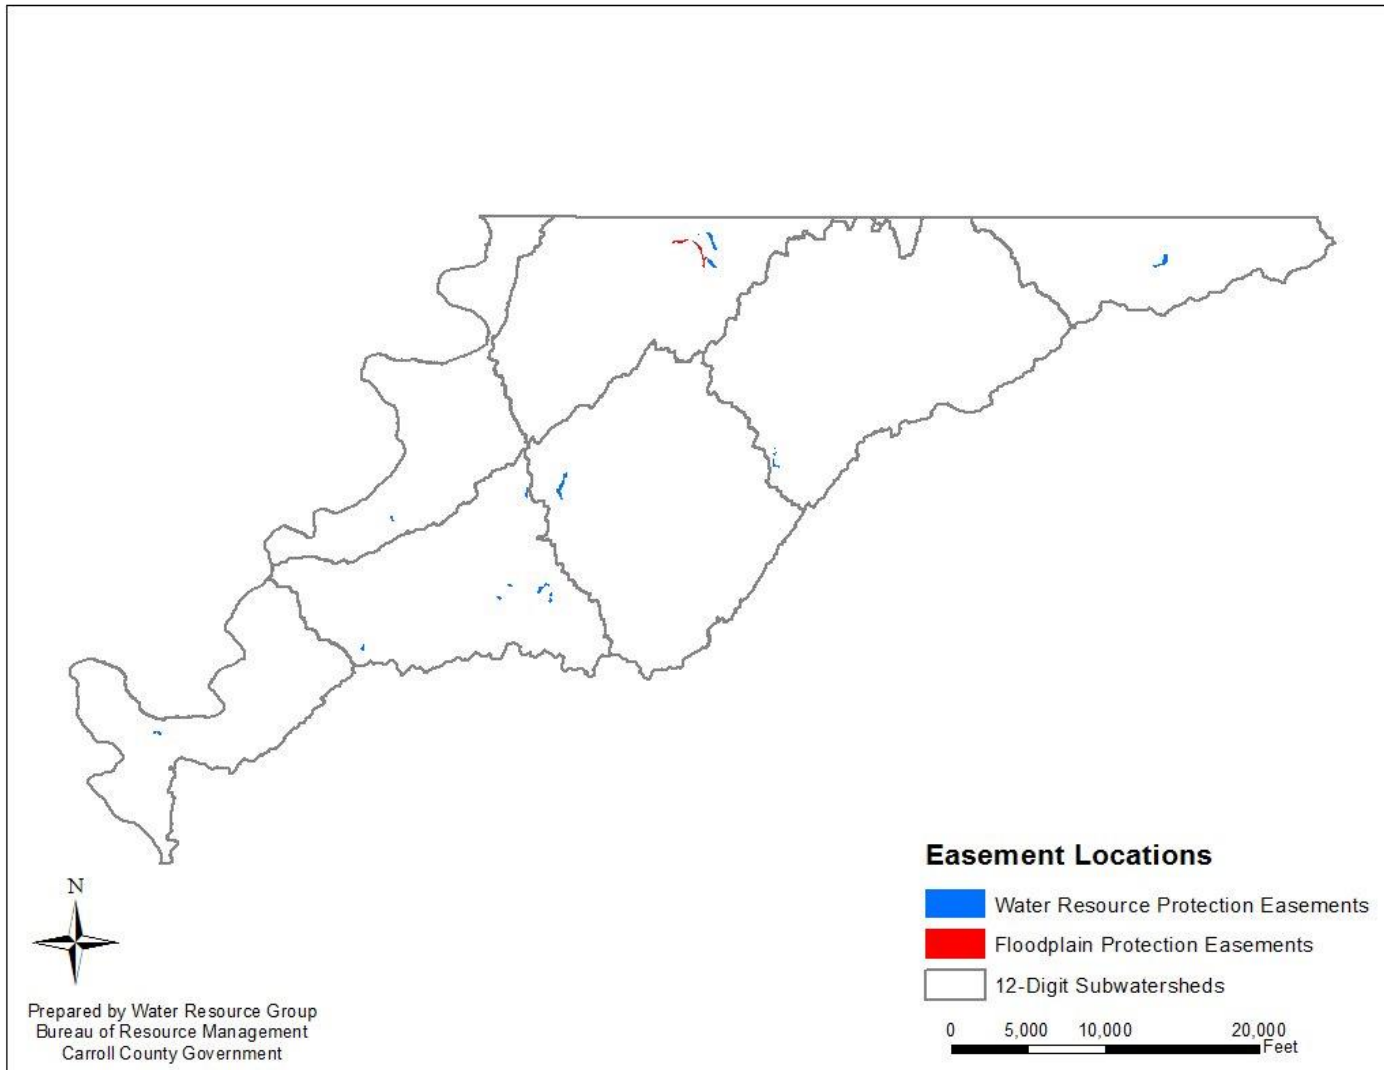 Easement Locations
Water Resource Protection Easements
Floodplain Protection Easements
12-Digit Subwatersheds
0 5,000 10,000 20,000
Feet
N
Prepared by Water Resource Group
Bureau of Resource Management
Carroll County Government